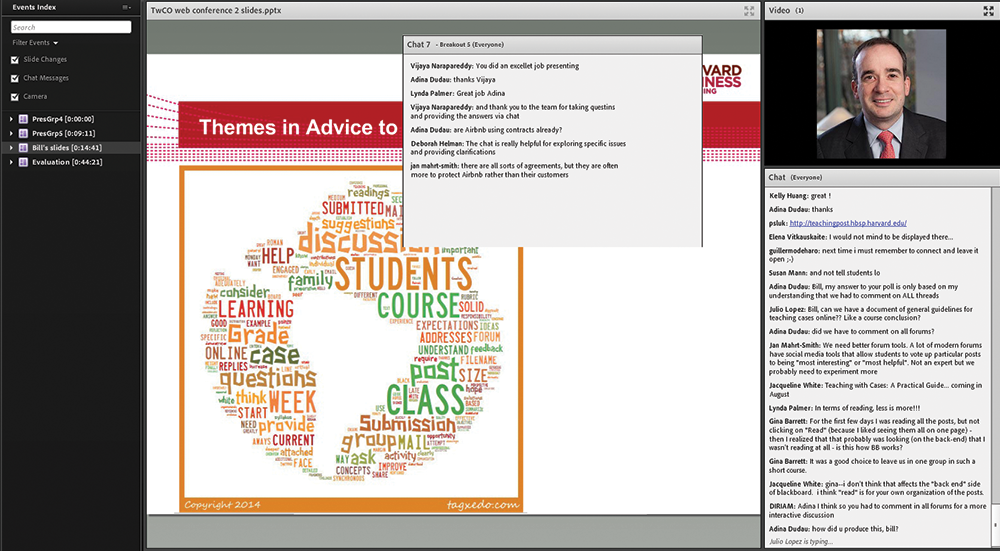 Events Index
Search
Filter Events
Slide Changes
Chat Messages
Camera
PresGrp4 [0:00:00]
PresGrp5 [0:09:11]
Bill's slides [0:14:41]
Evaluation [0:44:21]
TwCO web conference 2 slides.pptx
Themes in Advice to
readings
SUBMITTED
suggestions
discussion
important
HELP
ENGAGED
family
STUDENTS
consider
DIFFERENT
COURSE
RUBRIC
SOLID
RESPONSIBILITY
LEARNING
EXPERIENCE
EXPECTATIONS
IDEAS
GOOD
EXAMPLE
ADDRESSES
FORUM
SPECIFIC
Grade
UNDERSTAND
feedback
ONLINE
case
require
FILENAME
REPLIES
post
SIZE
questions
hope
white
think
WEEK
CLASS
BASED
START
NEED
provide
Submission
ANAYS
CURRENT
group
MAIL
opportunity
attempt
deeper
attached
WAY
ask
activity
clearly
FACE
CONCEPTS
IMPROVE
SYNCHRONOUS
SHARE
Copyright 2014
tagxedo.com
Chat 7 - Breakout 5 (Everyone)
Vijaya Narapareddy: You did an excellet job presenting
Adina Dudau: thanks Vijaya
Lynda Palmer: Great job Adina
Vijaya Narapareddy: and thank you to the team for taking questins
and providing the answers via chat
Adina Dudau: are Airbnb using contracts already?
Deborah Helman: The chat is really helpful for exploring specific issues
and providing clarifications
jan mahrt-smith: there are all sorts of agreements, but they are often
more to protect Airbnb rather than their customers
Video (1)
Chat (Everyone)
Kelly Huang: great !
Adina Dudau: thanks
psluk: http://teachingpost.hbsp.harvard.edu/
Elena Vitkauskaite: I would not mind to be displayed there...
guillermodeharo: next time i must remember to connect and leave it
open ;-)
Susan Mann: and not tell students lo
Adina Dudau: Bill, my answer to your poll is only based on my
understanding that we had to comment on ALL threads
Julio Lopez: Bill, can we have a document of general guidelines for
teaching cases online?? Like a course conclusion?
Adina Dudau: did we have to comment on all forums?
Jan Mahrt-Smith: We need better forum tools. A lot of modern forums
have social media tools that allow students to vote up particular posts
to being "most interesting" or "most helpful". Not an expert but we
probably need to experiment more
Jacqueline White: Teaching with Cases: A Practical Guide... coming in
August
Lynda Palmer: In terms of reading, less is more!!!
Gina Barrett: For the first few days I was reading all the posts, but not
clicking on "Read" (because I liked seeing them all on one page) -
then I realized that that probably was looking (on the back-end) that I
wasn't reading at all - is this how BB works?
Gina Barrett: It was a good choice to leave us in one group in such a
short course.
Jacqueline White: gina--i don't think that affects the "back end" side
of blackboard. i think "read" is for your own organization of the posts.
DIRIAM: Adina I think so you had to comment in all forums for a more
interactive discussion
Adina Dudau: how did u produce this, bill?
Julio Lopez is typing...